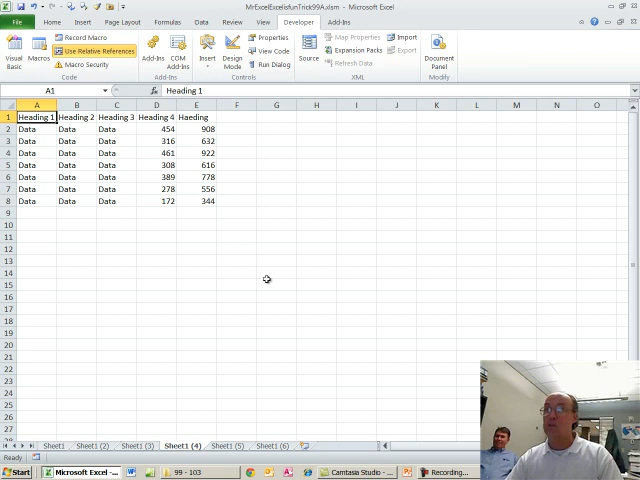 MrExcelExcelisfunTrick99A.xlsm - Microsoft Excel
File Home Insert Page Layout Formulas Data Review View Developer Add-Ins
Visual Basic Macros Record Macro Use Relative References Macro Security Code
Add-Ins COM Add-Ins Add-Ins
Insert Design Mode Properties View Code Run Dialog Controls
Source Map Properties Expansion Packs Refresh Data Import Export XML
Document Panel Modify
A1 fx Heading 1
A B C D E F G H I J K L M N O
1 Heading 1 Heading 2 Heading 3 Heading 4 Haeding
2 Data Data Data 454 908
3 Data Data Data 316 632
4 Data Data Data 461 922
5 Data Data Data 308 616
6 Data Data Data 389 778
7 Data Data Data 278 556
8 Data Data Data 172 344
9
10
11
12
13
14
15
16
17
18
19
20
21
22
23
24
25
26
27
28
Sheet1 Sheet1 (2) Sheet1 (3) Sheet1 (4) Sheet1 (5) Sheet1 (6)
Ready
Start Microsoft Excel -... 99 - 103 Camtasia Studio -... Recording...